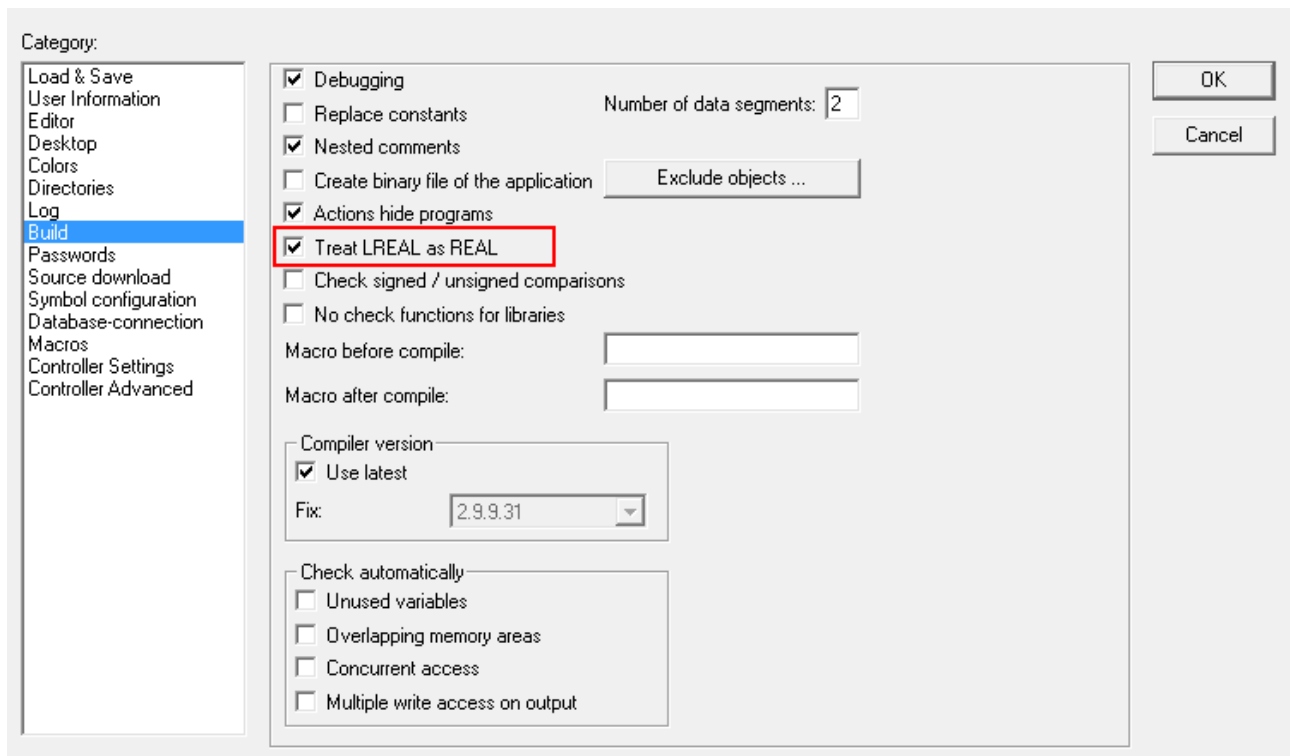 Category:
Load & Save
User Information
Editor
Desktop
Colors
Directories
Log
Build
Passwords
Source download
Symbol configuration
Database-connection
Macros
Controller Settings
Controller Advanced
Debugging
Replace constants
Number of data segments: 2
Nested comments
Create binary file of the application
Exclude objects ...
Actions hide programs
Treat LREAL as REAL
Check signed / unsigned comparisons
No check functions for libraries
Macro before compile:
Macro after compile:
Compiler version
Use latest
Fix: 2.9.9.31
Check automatically
Unused variables
Overlapping memory areas
Concurrent access
Multiple write access on output
OK
Cancel